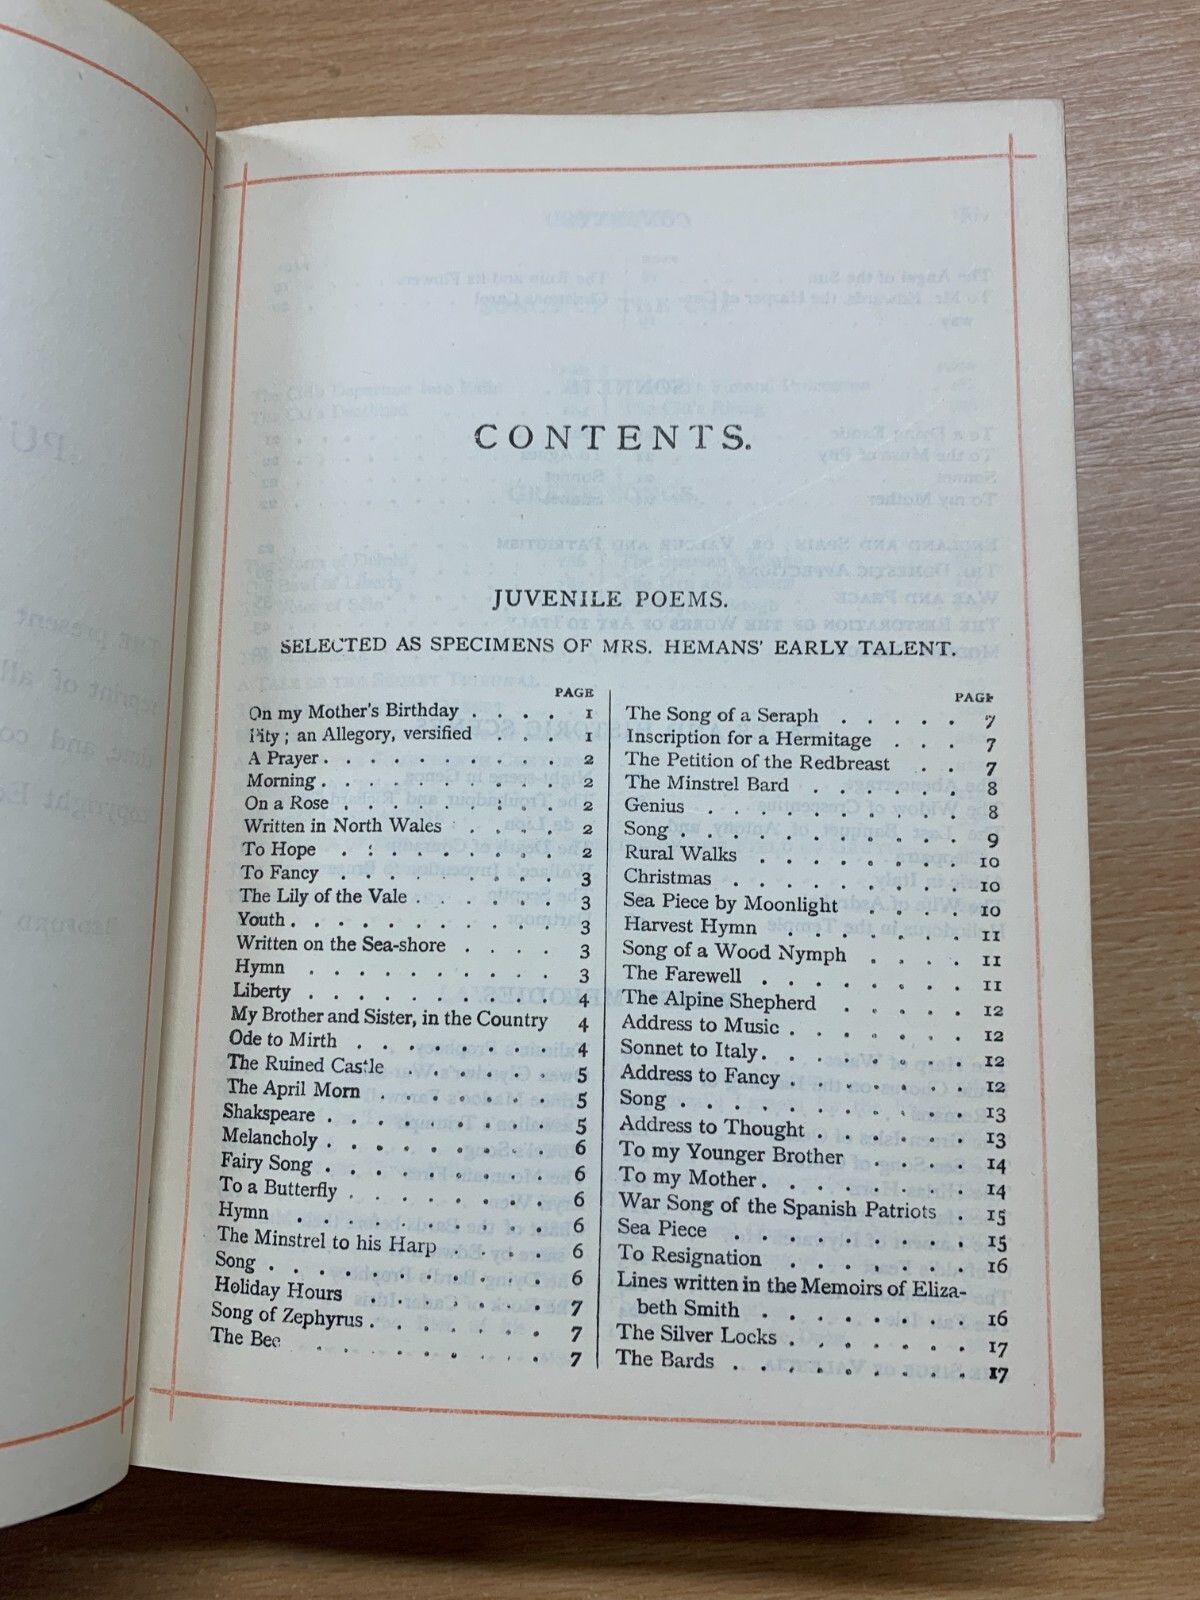 CONTENTS.
JUVENILE POEMS.
SELECTED AS SPECIMENS OF MRS. HEMANS' EARLY TALENT.
PAGE
On my Mother's Birthday . . . . 1
Pity; an Allegory, versified . . . 1
A Prayer . . . . . . . . . . 2
Morning . . . . . . . . . . 2
On a Rose . . . . . . . . . 2
Written in North Wales . . . . 2
To Hope . . . . . . . . . 2
To Fancy . . . . . . . . . 3
The Lily of the Vale . . . . . . 3
Youth . . . . . . . . . . . 3
Written on the Sea-shore . . . . 3
Hymn . . . . . . . . . . 3
Liberty . . . . . . . . . . 4
My Brother and Sister, in the Country 4
Ode to Mirth . . . . . . . . 4
The Ruined Castle . . . . . . 5
The April Morn . . . . . . . 5
Shakspeare . . . . . . . . . 5
Melancholy . . . . . . . . . 6
Fairy Song . . . . . . . . . 6
To a Butterfly . . . . . . . . 6
Hymn . . . . . . . . . . 6
The Minstrel to his Harp . . . . 6
Song . . . . . . . . . . . 6
Holiday Hours . . . . . . . 7
Song of Zephyrus . . . . . . . 7
The Bee . . . . . . . . . 7
PAGE
The Song of a Seraph . . . . . 7
Inscription for a Hermitage . . . 7
The Petition of the Redbreast . . 7
The Minstrel Bard . . . . . . 8
Genius . . . . . . . . . . 8
Song . . . . . . . . . . . 9
Rural Walks . . . . . . . . 10
Christmas . . . . . . . . . 10
Sea Piece by Moonlight . . . . 10
Harvest Hymn . . . . . . . 11
Song of a Wood Nymph . . . . 11
The Farewell . . . . . . . . 11
The Alpine Shepherd . . . . . 12
Address to Music . . . . . . . 12
Sonnet to Italy . . . . . . . . 12
Address to Fancy . . . . . . . 12
Song . . . . . . . . . . . 13
Address to Thought . . . . . . 13
To my Younger Brother . . . . 14
To my Mother . . . . . . . . 14
War Song of the Spanish Patriots . 15
Sea Piece . . . . . . . . . 15
To Resignation . . . . . . . 16
Lines written in the Memoirs of Eliza-
beth Smith . . . . . . . . 16
The Silver Locks . . . . . . . 17
The Bards . . . . . . . . . 17